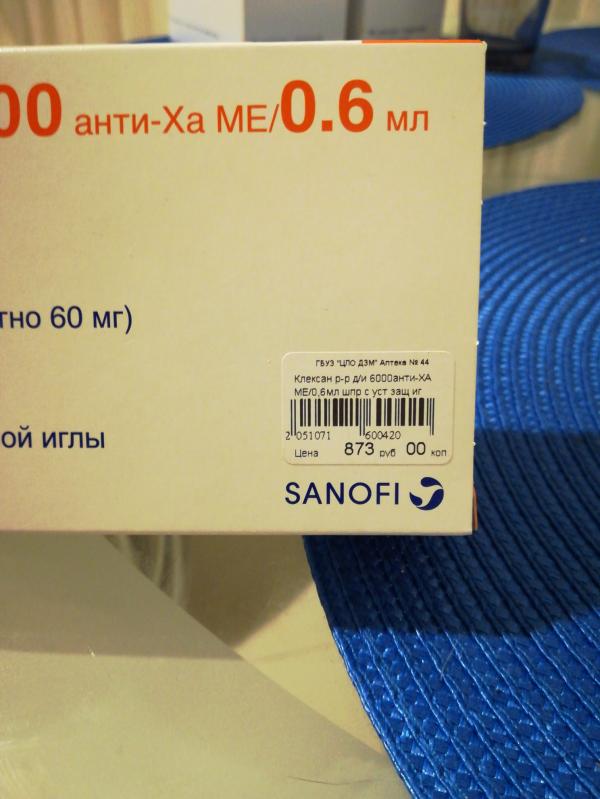 00 анти-Ха МЕ/0.6 мл
тно 60 мг)
ой иглы
ГБУЗ "ЦЛО ДЗМ" Аптека № 44
Клексан р-р д/и 6000анти-ХА
МЕ/0,6мл шпр с уст защ иг
2 051071 600420
Цена 873 руб 00 коп
SANOFI